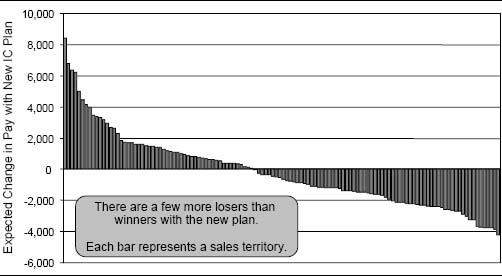 Expected Change in Pay with New IC Plan
10,000
8,000
6,000
4,000
2,000
0
-2,000
-4,000
-6,000
There are a few more losers than
winners with the new plan.
Each bar represents a sales territory.